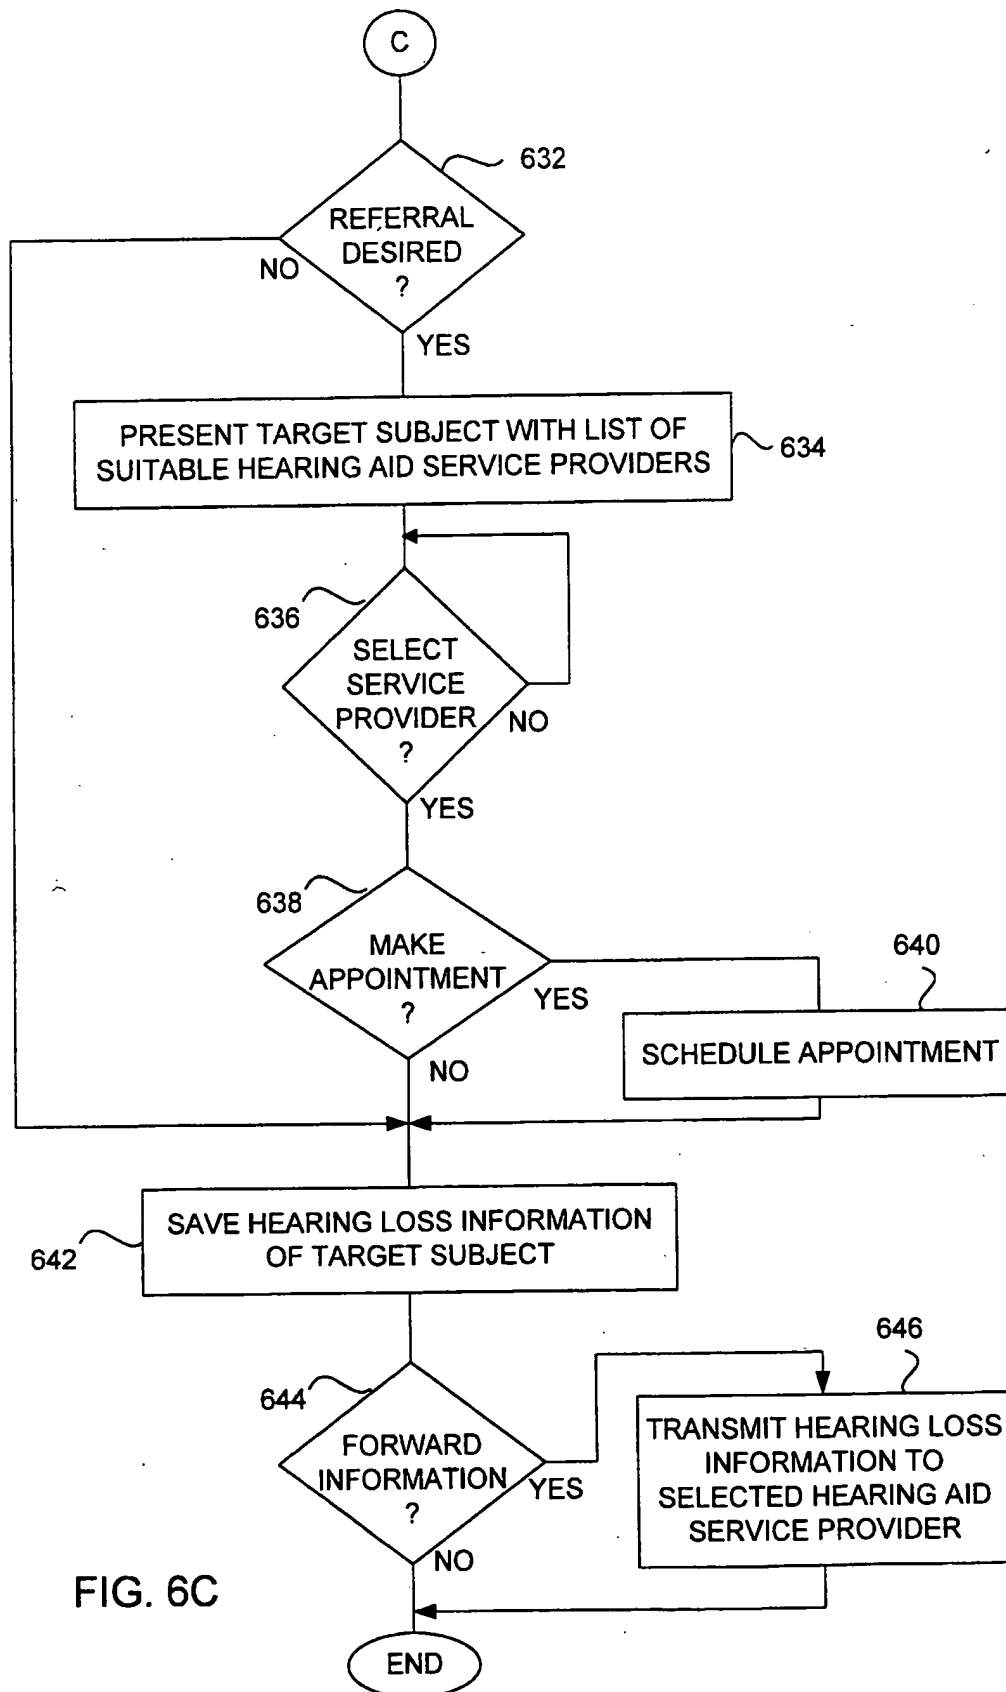 C
632
REFERRAL
DESIRED
?
NO
YES
PRESENT TARGET SUBJECT WITH LIST OF
SUITABLE HEARING AID SERVICE PROVIDERS
634
636
SELECT
SERVICE
PROVIDER
?
NO
YES
638
MAKE
APPOINTMENT
?
YES
NO
640
SCHEDULE APPOINTMENT
SAVE HEARING LOSS INFORMATION
OF TARGET SUBJECT
642
644
FORWARD
INFORMATION
?
YES
NO
646
TRANSMIT HEARING LOSS
INFORMATION TO
SELECTED HEARING AID
SERVICE PROVIDER
FIG. 6C
END